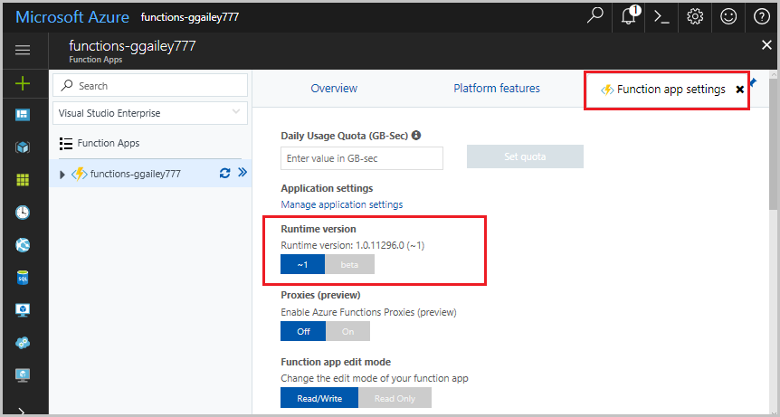 Microsoft Azure functions-ggailey777
1
functions-ggailey777
Function Apps
Search
Visual Studio Enterprise
Function Apps
functions-ggailey777
Overview
Platform features
Function app settings
Daily Usage Quota (GB-Sec)
Enter value in GB-sec
Set quota
Application settings
Manage application settings
Runtime version
Runtime version: 1.0.11296.0 (~1)
~1
beta
Proxies (preview)
Enable Azure Functions Proxies (preview)
Off
On
Function app edit mode
Change the edit mode of your function app
Read/Write
Read Only
SQL